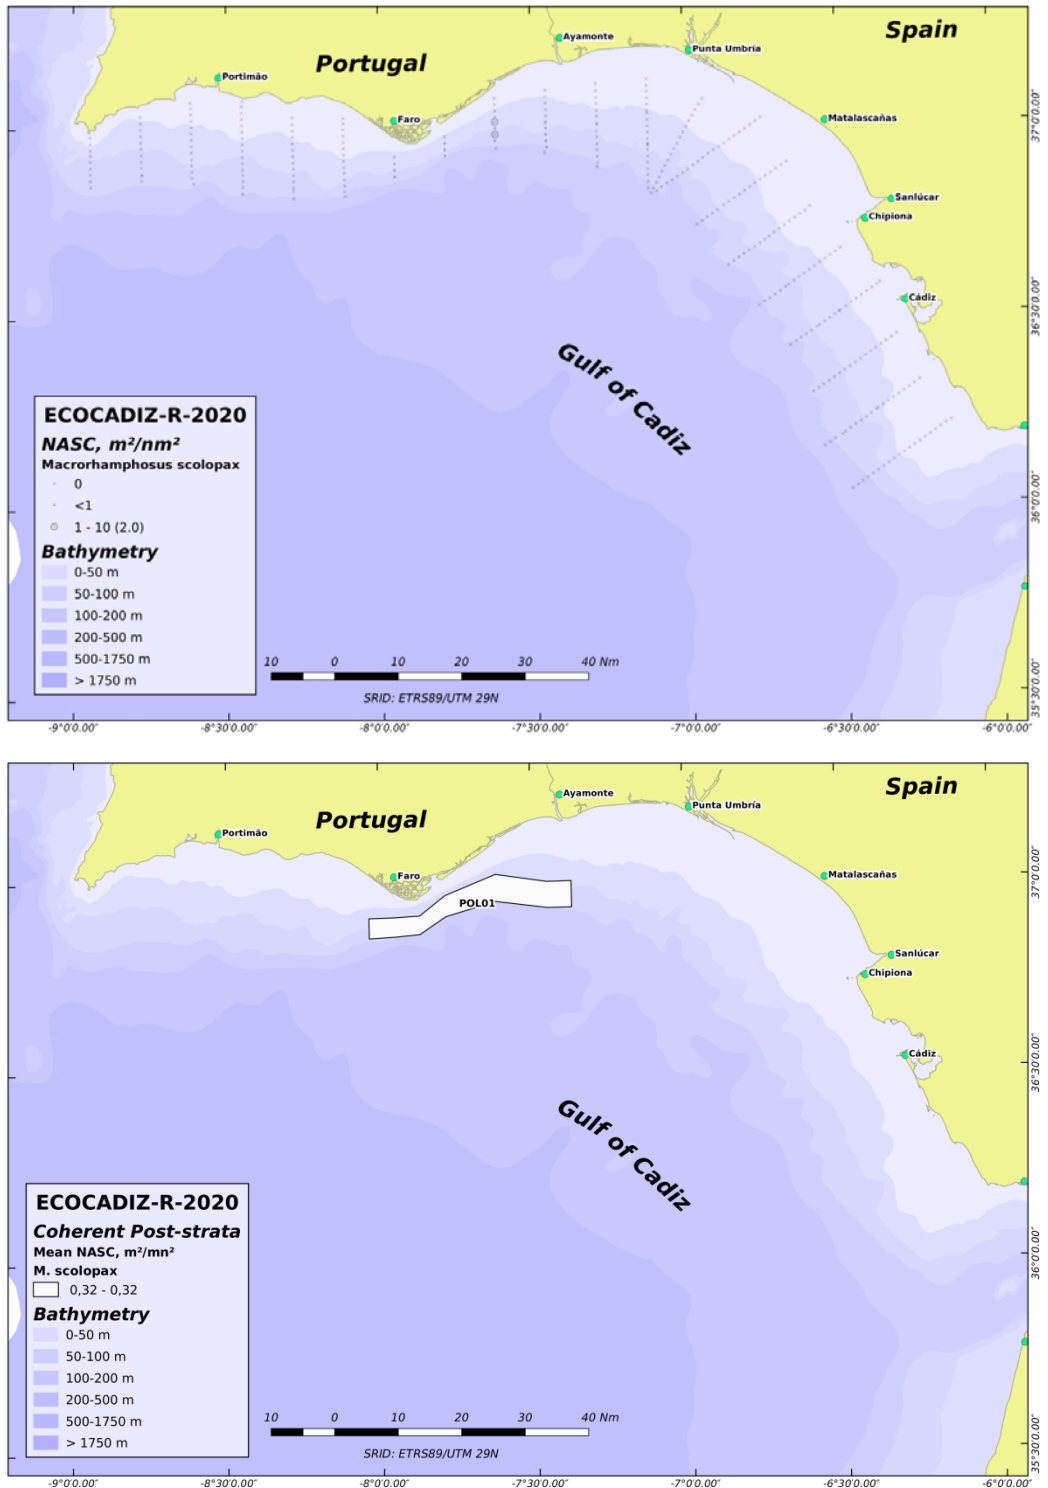 Spain
Portugal
Ayamonte
Punta Umbría
Portimão
Faro
Matalascañas
Sanlúcar
Chipiona
Cádiz
Gulf of Cadiz
37°0'0.00"
36°30'0.00"
36°0'0.00"
35°30'0.00"
ECOCADIZ-R-2020
NASC, m²/nm²
Macrorhamphosus scolopax
0
<1
1 - 10 (2.0)
Bathymetry
0-50 m
50-100 m
100-200 m
200-500 m
500-1750 m
> 1750 m
10 0 10 20 30 40 Nm
SRID: ETRS89/UTM 29N
-9°0'0.00" -8°30'0.00" -8°0'0.00" -7°30'0.00" -7°0'0.00" -6°30'0.00" -6°0'0.00"
Spain
Portugal
Ayamonte
Punta Umbría
Portimão
Faro
Matalascañas
POL01
Sanlúcar
Chipiona
Cádiz
Gulf of Cadiz
37°0'0.00"
36°30'0.00"
36°0'0.00"
35°30'0.00"
ECOCADIZ-R-2020
Coherent Post-strata
Mean NASC, m²/mn²
M. scolopax
0,32 - 0,32
Bathymetry
0-50 m
50-100 m
100-200 m
200-500 m
500-1750 m
> 1750 m
10 0 10 20 30 40 Nm
SRID: ETRS89/UTM 29N
-9°0'0.00" -8°30'0.00" -8°0'0.00" -7°30'0.00" -7°0'0.00" -6°30'0.00" -6°0'0.00"